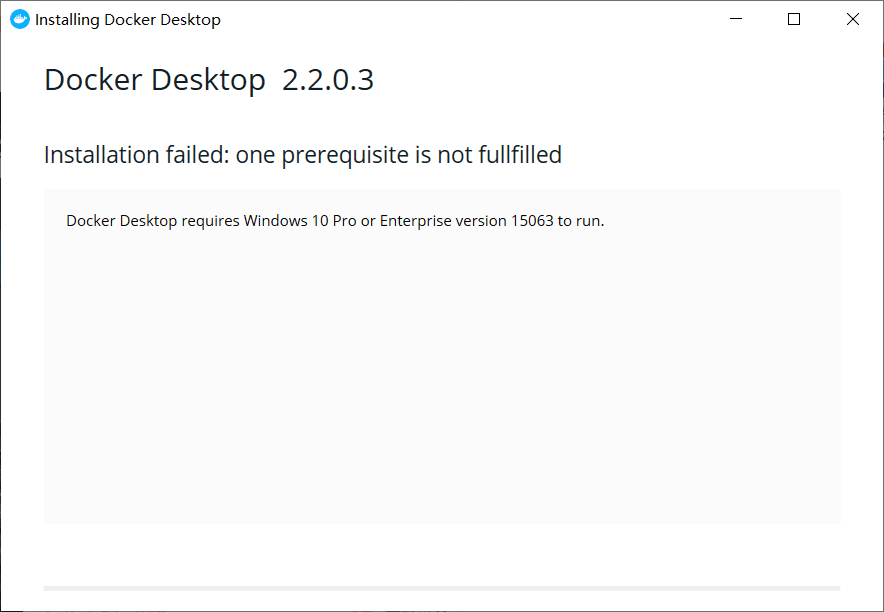 Installing Docker Desktop
Docker Desktop 2.2.0.3
Installation failed: one prerequisite is not fullfilled
Docker Desktop requires Windows 10 Pro or Enterprise version 15063 to run.